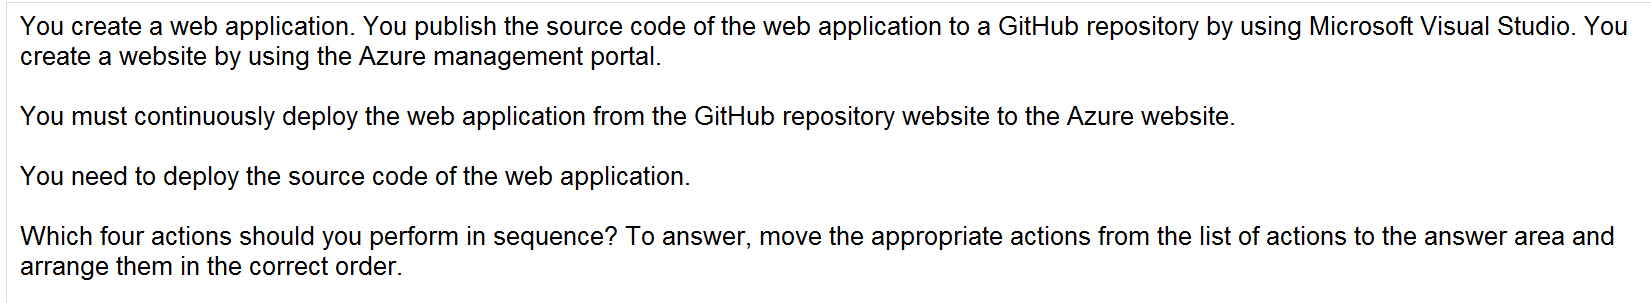 You create a web application. You publish the source code of the web application to a GitHub repository by using Microsoft Visual Studio. You
create a website by using the Azure management portal.
You must continuously deploy the web application from the GitHub repository website to the Azure website.
You need to deploy the source code of the web application.
Which four actions should you perform in sequence? To answer, move the appropriate actions from the list of actions to the answer area and
arrange them in the correct order.